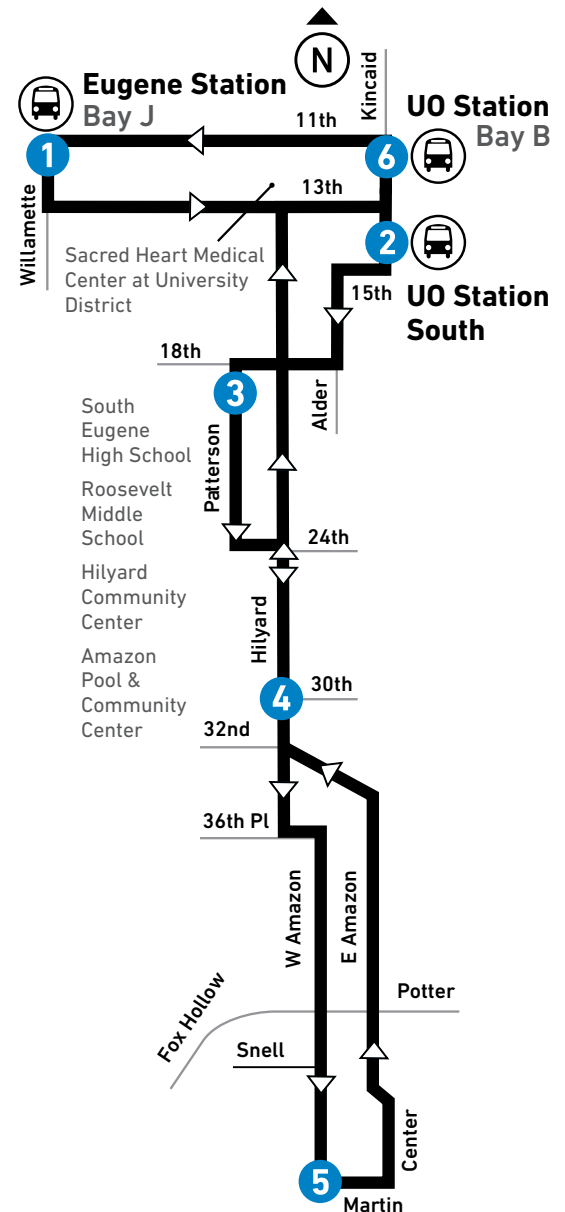 N
Kincaid
Eugene Station
Bay J
11th
UO Station
Bay B
1
6
13th
Willamette
Sacred Heart Medical
Center at University
District
2
15th
UO Station
South
18th
3
Alder
South
Eugene
High School
Patterson
Roosevelt
Middle
School
24th
Hilyard
Community
Center
Hilyard
Amazon
Pool &
Community
Center
4
30th
32nd
36th Pl
W Amazon
E Amazon
Potter
Fox Hollow
Snell
Center
5
Martin